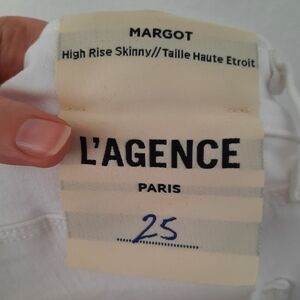 MARGOT
High Rise Skinny//Taille Haute Etroit
L'AGENCE
PARIS
25